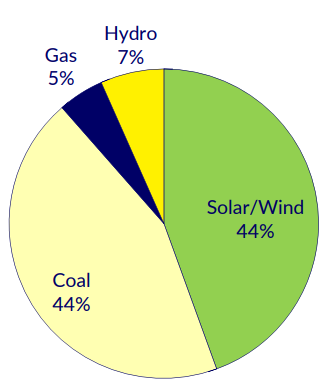 Hydro
7%
Gas
5%
Solar/Wind
44%
Coal
44%